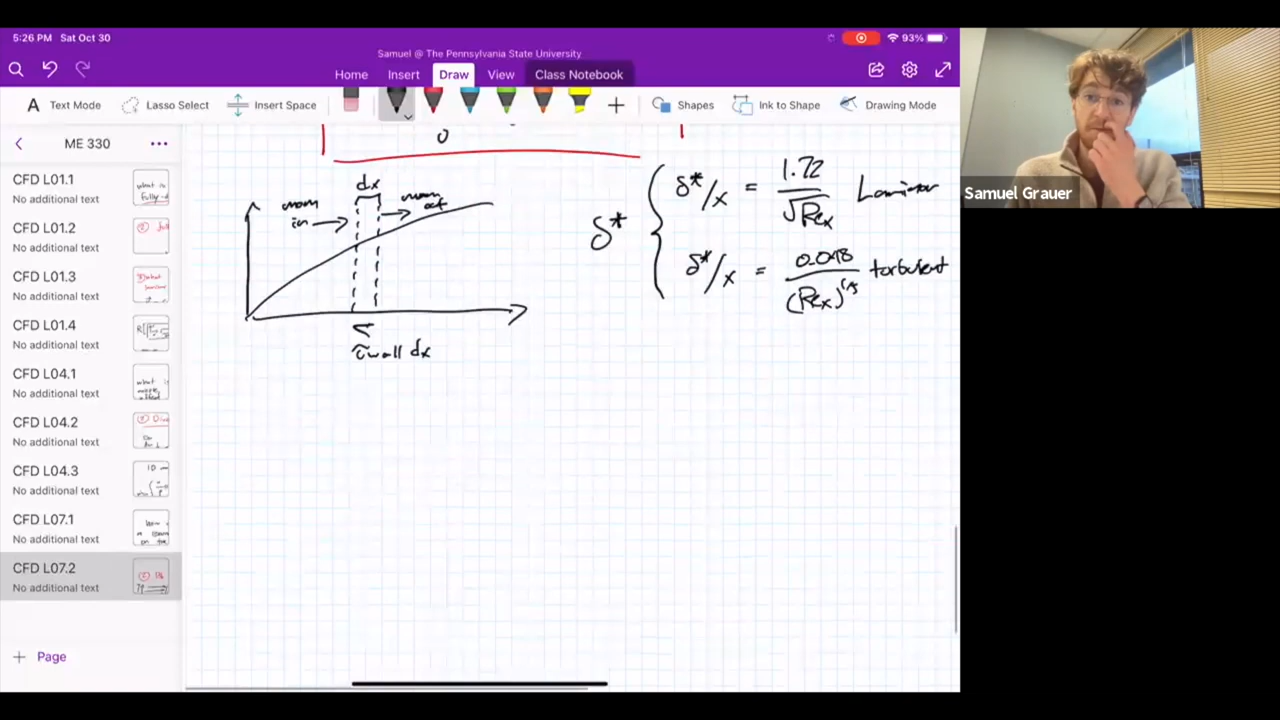 5:26 PM Sat Oct 30
93%
Samuel @ The Pennsylvania State University
Home Insert Draw View Class Notebook
A Text Mode Lasso Select Insert Space Shapes Ink to Shape Drawing Mode
ME 330
CFD L01.1
No additional text
CFD L01.2
No additional text
CFD L01.3
No additional text
CFD L01.4
No additional text
CFD L04.1
No additional text
CFD L04.2
No additional text
CFD L04.3
No additional text
CFD L07.1
No additional text
CFD L07.2
No additional text
+ Page
0
dx
mom in
mom out
τwall dx
δ*
δ*/x = 1.72 / √Rex Laminar
δ*/x = 0.048 / (Rex)^1/5 turbulent
Samuel Grauer